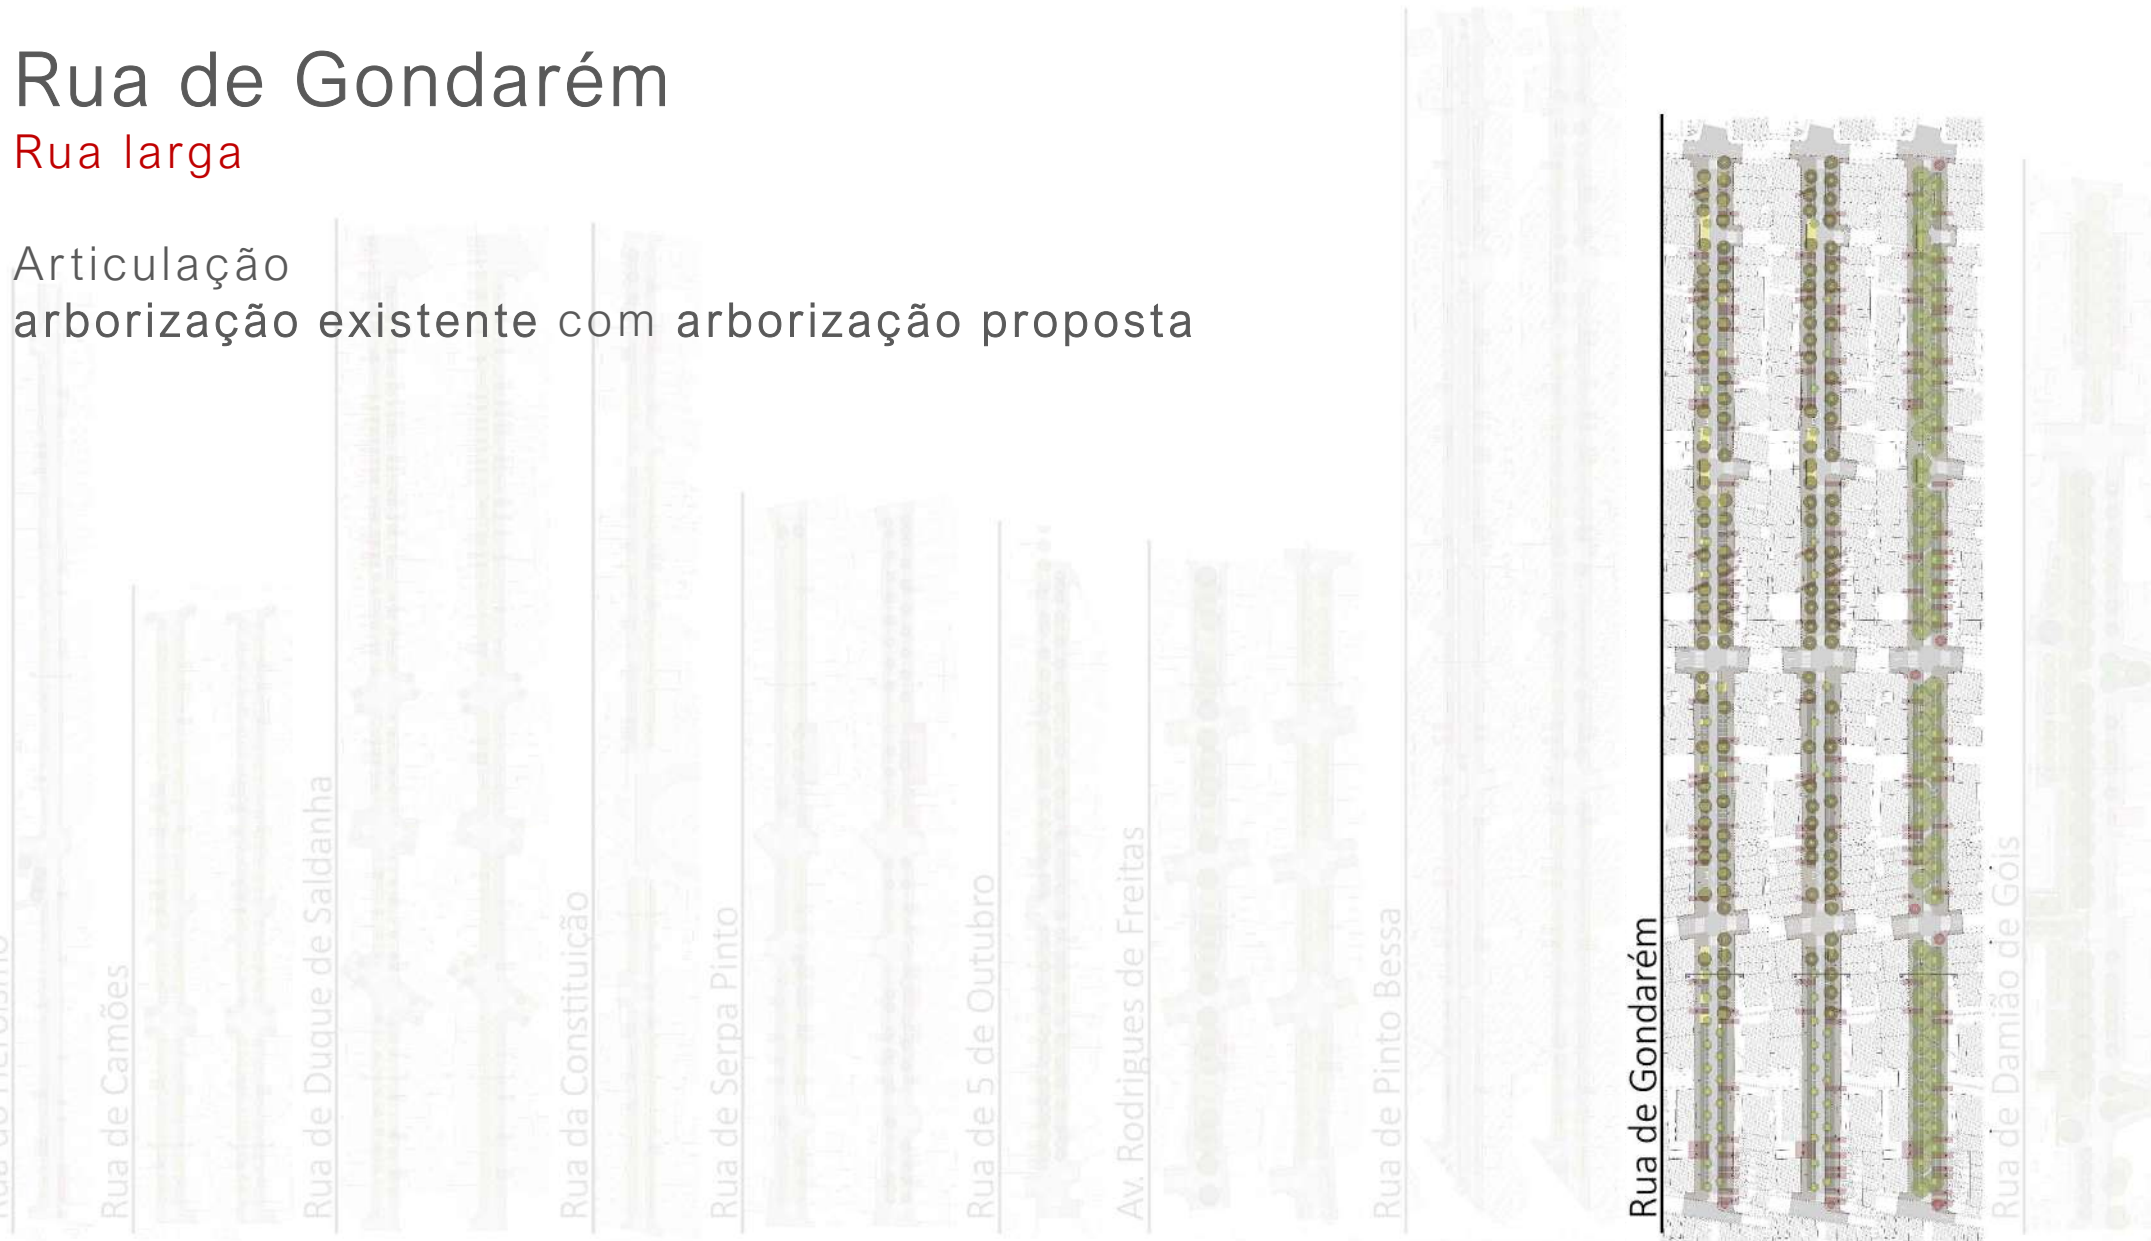 Rua de Gondarém
Rua larga
Articulação
arborização existente com arborização proposta
Rua de Camões
Rua de Duque de Saldanha
Rua da Constituição
Rua de Serpa Pinto
Rua de 5 de Outubro
Av. Rodrigues de Freitas
Rua de Pinto Bessa
Rua de Gondarém
Rua de Damião de Gois